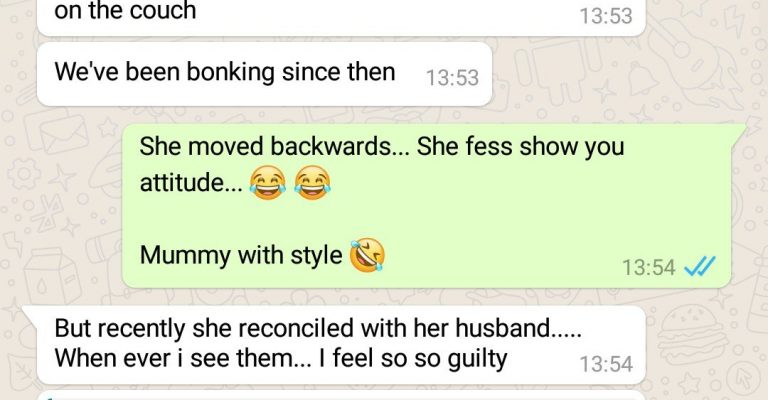 on the couch
13:53
We've been bonking since then
13:53
She moved backwards... She fess show you
attitude... 😂 😂
Mummy with style 🤣
13:54
But recently she reconciled with her husband.....
When ever i see them... I feel so so guilty
13:54